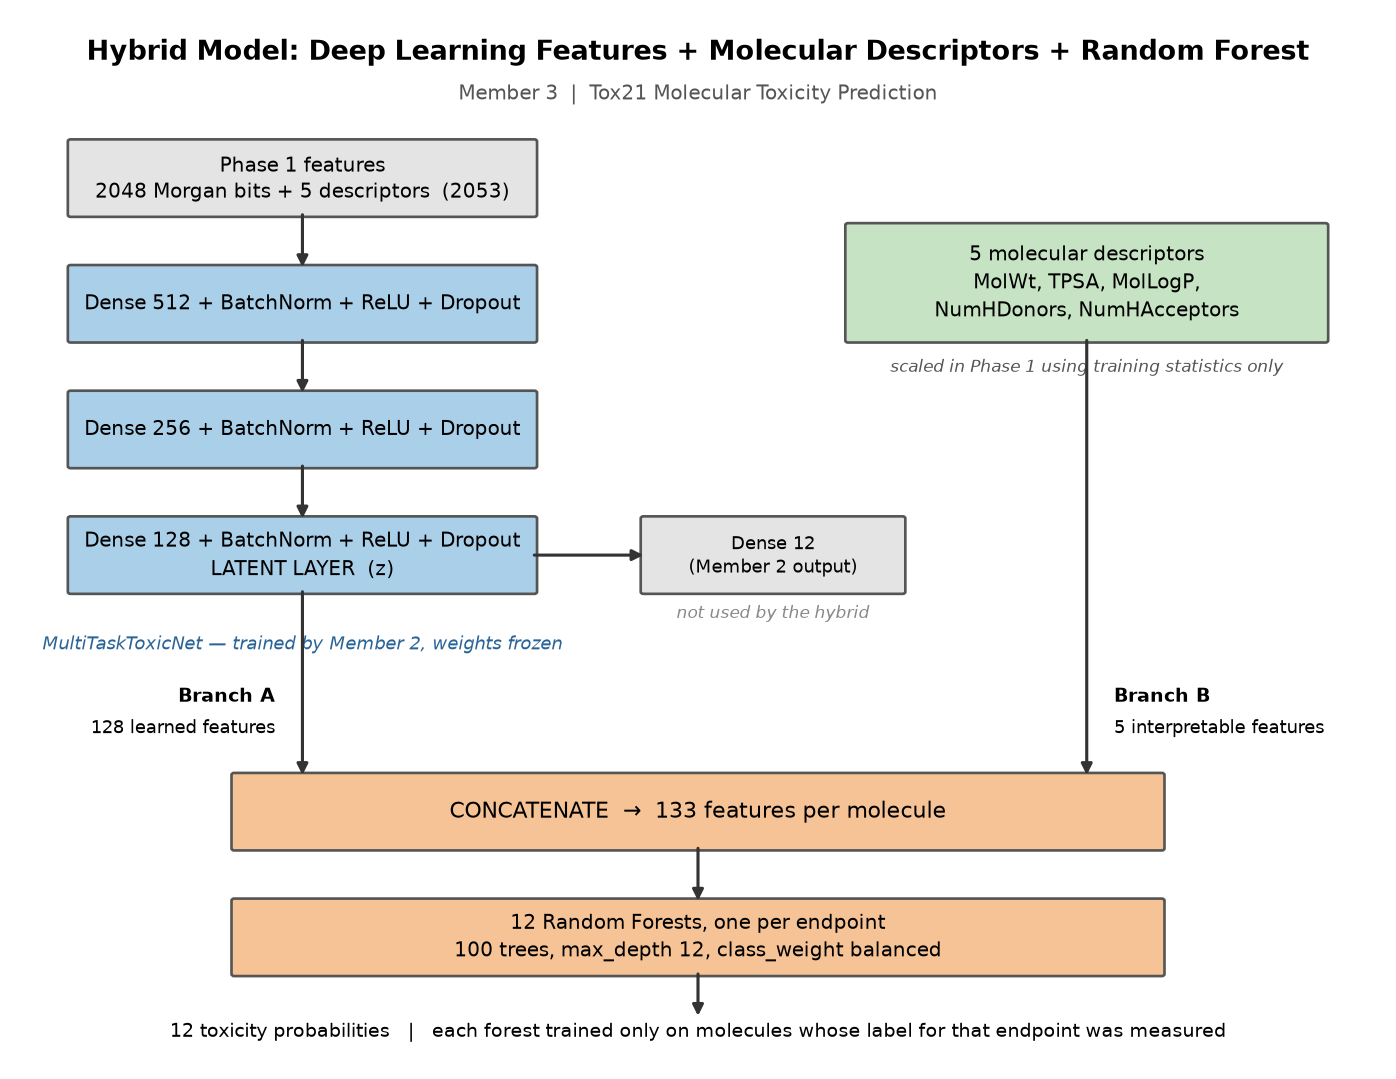 Hybrid Model: Deep Learning Features + Molecular Descriptors + Random Forest
Member 3 | Tox21 Molecular Toxicity Prediction
Phase 1 features
2048 Morgan bits + 5 descriptors (2053)
Dense 512 + BatchNorm + ReLU + Dropout
Dense 256 + BatchNorm + ReLU + Dropout
Dense 128 + BatchNorm + ReLU + Dropout
LATENT LAYER (z)
Dense 12
(Member 2 output)
not used by the hybrid
MultiTaskToxicNet — trained by Member 2, weights frozen
Branch A
128 learned features
5 molecular descriptors
MolWt, TPSA, MolLogP,
NumHDonors, NumHAcceptors
scaled in Phase 1 using training statistics only
Branch B
5 interpretable features
CONCATENATE → 133 features per molecule
12 Random Forests, one per endpoint
100 trees, max_depth 12, class_weight balanced
12 toxicity probabilities | each forest trained only on molecules whose label for that endpoint was measured